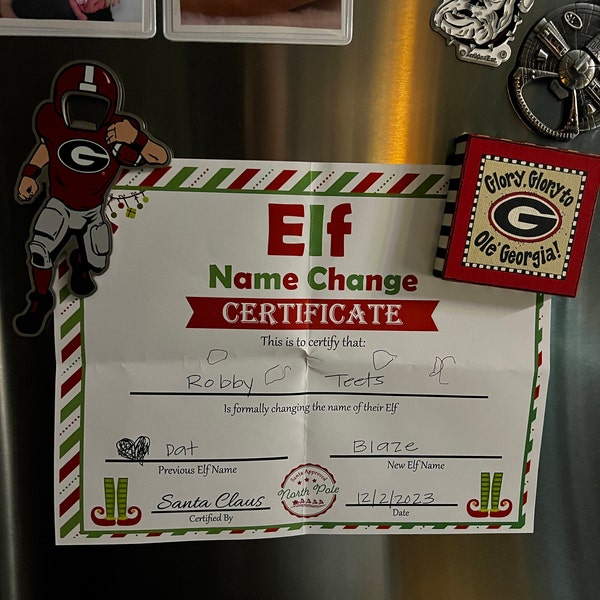 G
Glory, Glory to
G
Ole' Georgia!
Elf
Name Change
CERTIFICATE
This is to certify that:
Robby Teets
Is formally changing the name of their Elf
Dat
Blaze
Previous Elf Name
New Elf Name
Santa Claus
Santa Approved
North Pole
12/2/2023
Certified By
Date